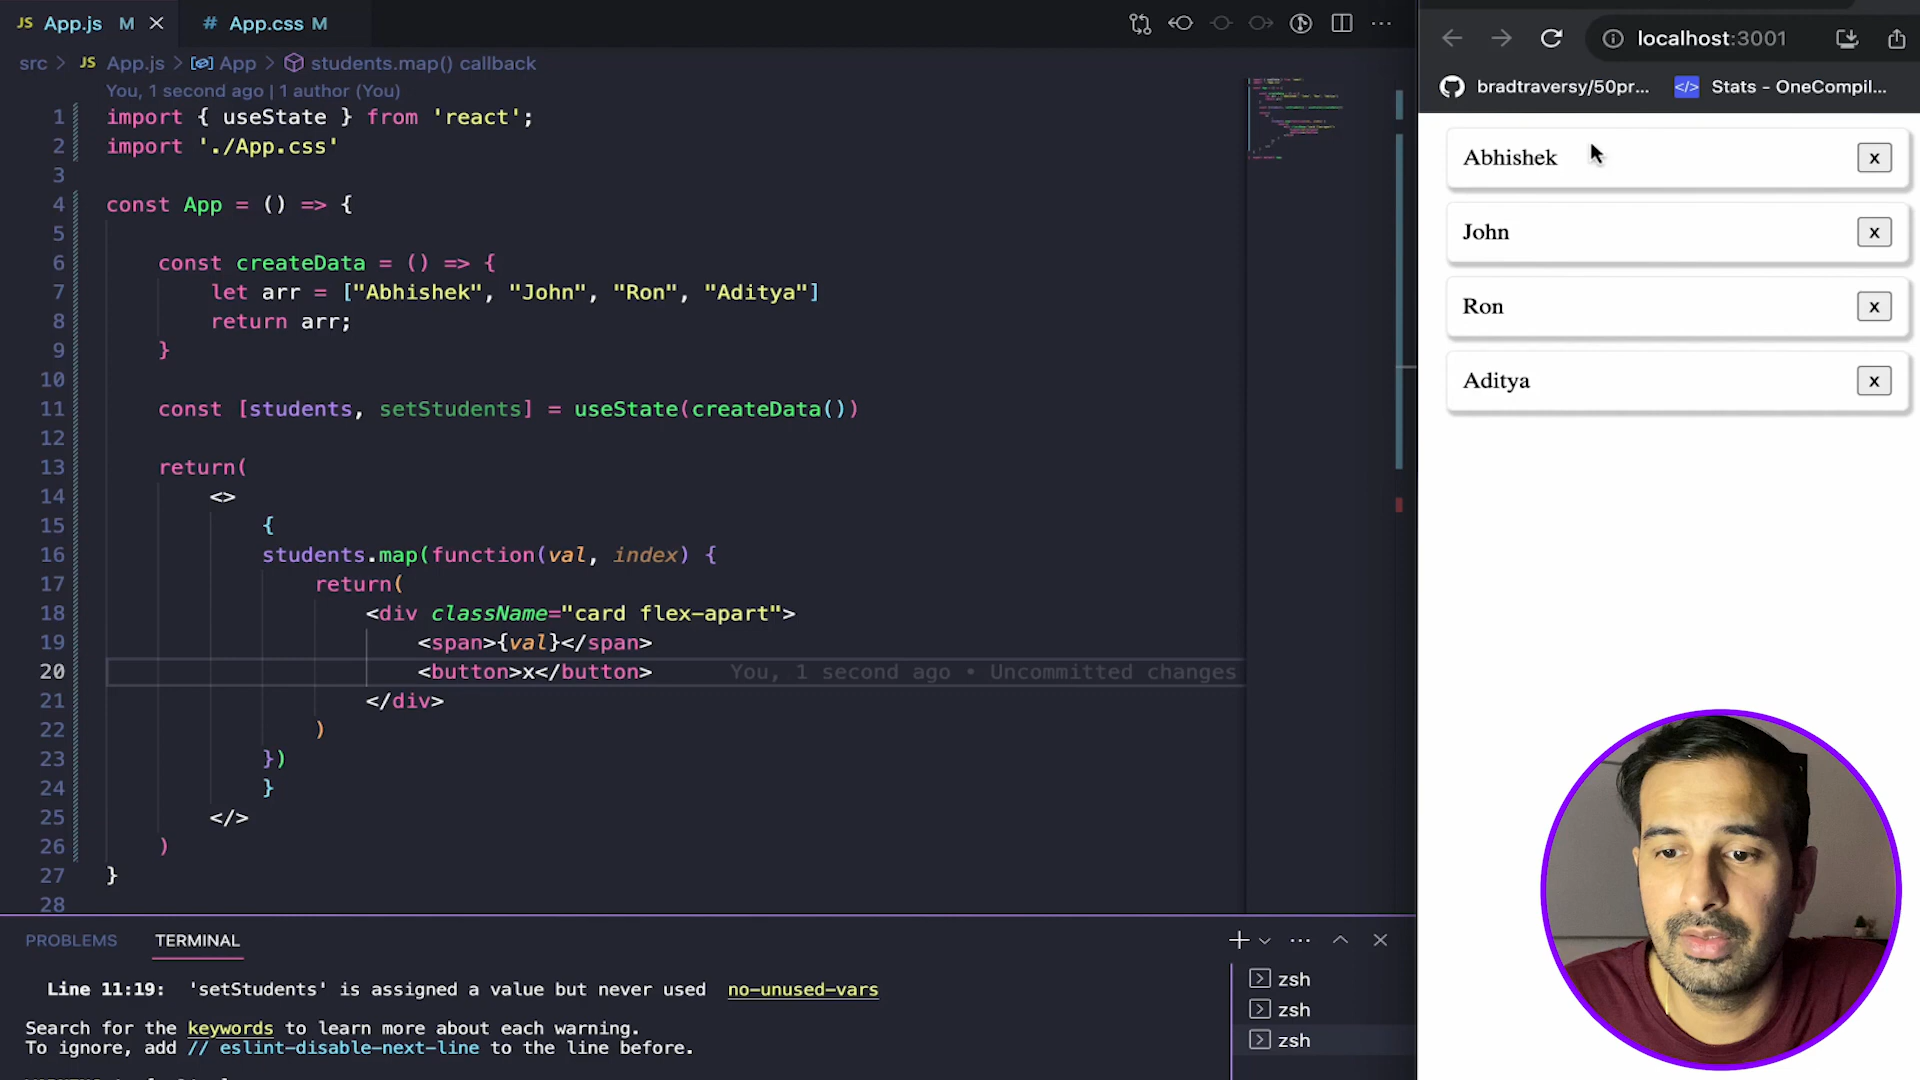 JS App.js M
# App.css M
src > JS App.js > App > students.map() callback
You, 1 second ago | 1 author (You)
1 import { useState } from 'react';
2 import './App.css'
3
4 const App = () => {
5
6 const createData = () => {
7 let arr = ["Abhishek", "John", "Ron", "Aditya"]
8 return arr;
9 }
10
11 const [students, setStudents] = useState(createData())
12
13 return(
14 <>
15 {
16 students.map(function(val, index) {
17 return(
18 <div className="card flex-apart">
19 <span>{val}</span>
20 <button>x</button> You, 1 second ago • Uncommitted changes
21 </div>
22 )
23 })
24 }
25 </>
26 )
27 }
28
PROBLEMS TERMINAL
Line 11:19: 'setStudents' is assigned a value but never used no-unused-vars
Search for the keywords to learn more about each warning.
To ignore, add // eslint-disable-next-line to the line before.
zsh
zsh
zsh
localhost:3001
bradtraversy/50pr...
</> Stats - OneCompil...
Abhishek x
John x
Ron x
Aditya x